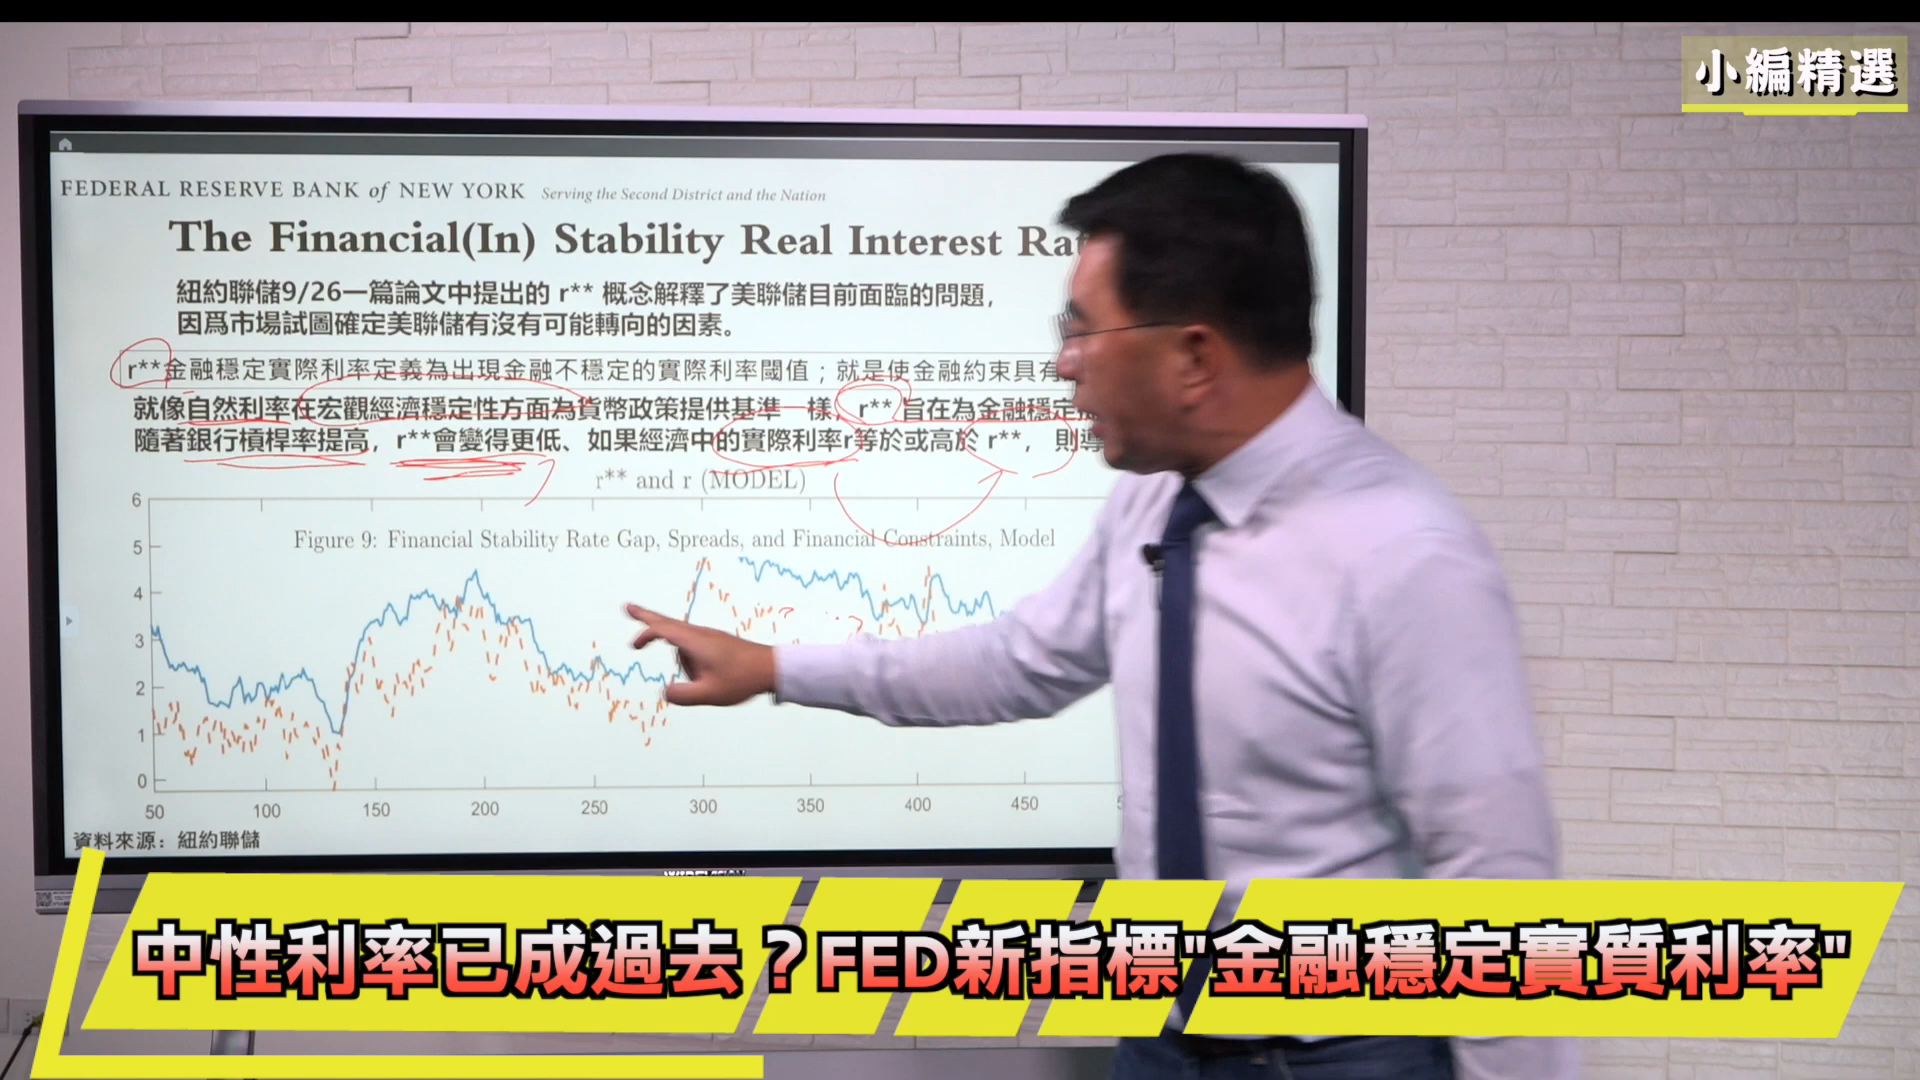 小編精選
FEDERAL RESERVE BANK of NEW YORK Serving the Second District and the Nation
The Financial(In) Stability Real Interest
紐約聯儲9/26一篇論文中提出的 r** 概念解釋了美聯儲目前面臨的問題，
因爲市場試圖確定美聯儲有沒有可能轉向的因素。
r**金融穩定實際利率定義為出現金融不穩定的實際利率閾值；就是使金融約束具有
就像自然利率在宏觀經濟穩定性方面為貨幣政策提供基準一樣，r** 旨在為金融穩定
隨著銀行槓桿率提高，r**會變得更低、如果經濟中的實際利率r等於或高於 r**， 則導
r** and r (MODEL)
Figure 9: Financial Stability Rate Gap, Spreads, and Financial Constraints, Model
6
5
4
3
2
1
0
50 100 150 200 250 300 350 400 450
資料來源：紐約聯儲
中性利率已成過去？FED新指標"金融穩定實質利率"